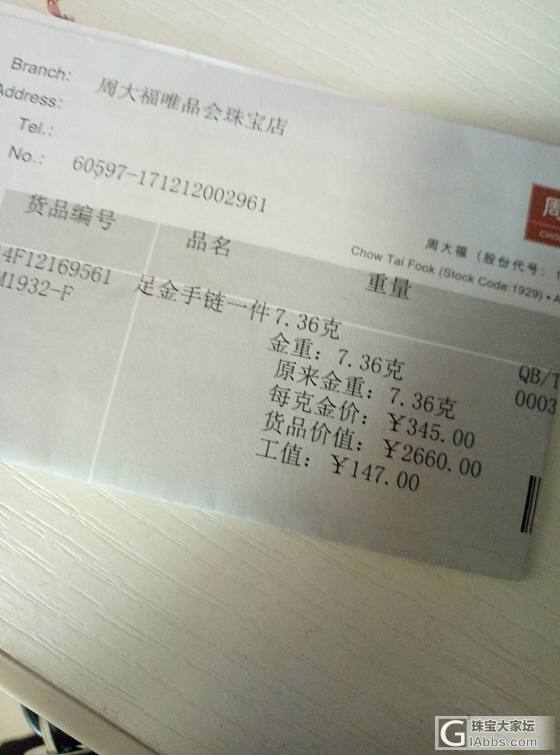 Branch: 周大福唯品会珠宝店
Address:
Tel.:
No.: 60597-171212002961
周
CHO
周大福 (股份代号:
Chow Tai Fook (Stock Code:1929) • A
货品编号 品名 重量
4F12169561 足金手链一件 7.36克 QB/T
M1932-F 金重: 7.36克 0003
原来金重: 7.36克
每克金价: ¥345.00
货品价值: ¥2660.00
工值: ¥147.00
珠宝大家坛
GIAbbs.com